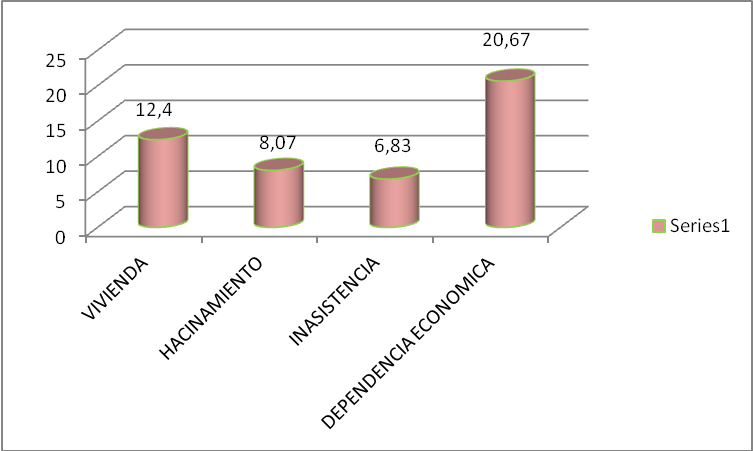 25
20
15
10
5
0
12,4
8,07
6,83
20,67
VIVIENDA
HACINAMIENTO
INASISTENCIA
DEPENDENCIA ECONOMICA
Series1